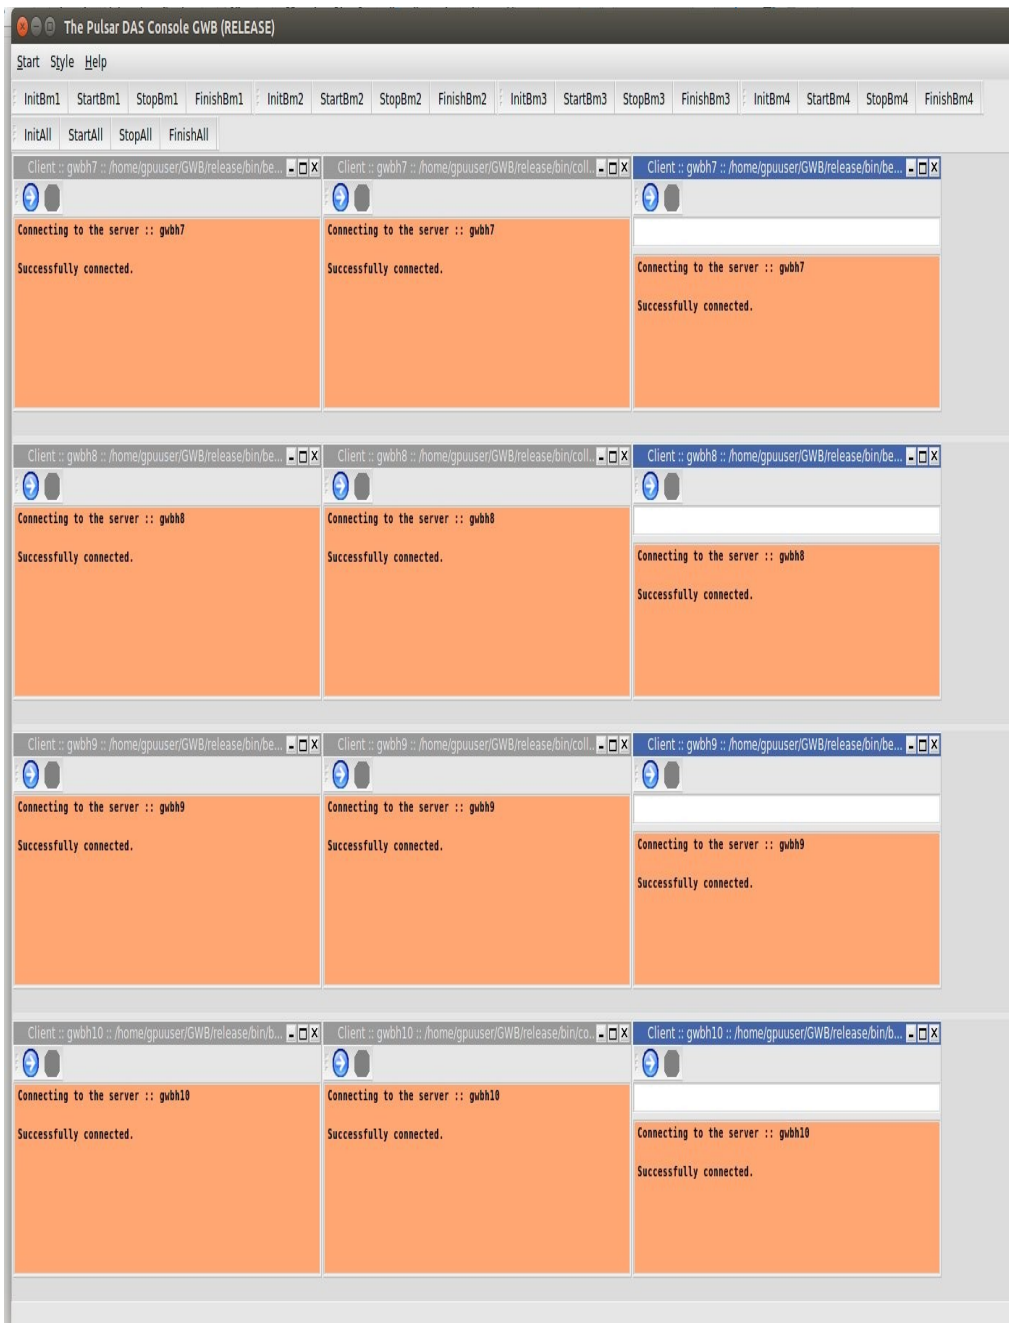 The Pulsar DAS Console GWB (RELEASE)
Start Style Help
InitBm1 StartBm1 StopBm1 FinishBm1 InitBm2 StartBm2 StopBm2 FinishBm2 InitBm3 StartBm3 StopBm3 FinishBm3 InitBm4 StartBm4 StopBm4 FinishBm4
InitAll StartAll StopAll FinishAll
Client :: gwbh7 :: /home/gpuuser/GWB/release/bin/be...
Connecting to the server :: gwbh7
Successfully connected.
Client :: gwbh7 :: /home/gpuuser/GWB/release/bin/coll...
Connecting to the server :: gwbh7
Successfully connected.
Client :: gwbh7 :: /home/gpuuser/GWB/release/bin/be...
Connecting to the server :: gwbh7
Successfully connected.
Client :: gwbh8 :: /home/gpuuser/GWB/release/bin/be...
Connecting to the server :: gwbh8
Successfully connected.
Client :: gwbh8 :: /home/gpuuser/GWB/release/bin/coll...
Connecting to the server :: gwbh8
Successfully connected.
Client :: gwbh8 :: /home/gpuuser/GWB/release/bin/be...
Connecting to the server :: gwbh8
Successfully connected.
Client :: gwbh9 :: /home/gpuuser/GWB/release/bin/be...
Connecting to the server :: gwbh9
Successfully connected.
Client :: gwbh9 :: /home/gpuuser/GWB/release/bin/coll...
Connecting to the server :: gwbh9
Successfully connected.
Client :: gwbh9 :: /home/gpuuser/GWB/release/bin/be...
Connecting to the server :: gwbh9
Successfully connected.
Client :: gwbh10 :: /home/gpuuser/GWB/release/bin/b...
Connecting to the server :: gwbh10
Successfully connected.
Client :: gwbh10 :: /home/gpuuser/GWB/release/bin/co...
Connecting to the server :: gwbh10
Successfully connected.
Client :: gwbh10 :: /home/gpuuser/GWB/release/bin/b...
Connecting to the server :: gwbh10
Successfully connected.